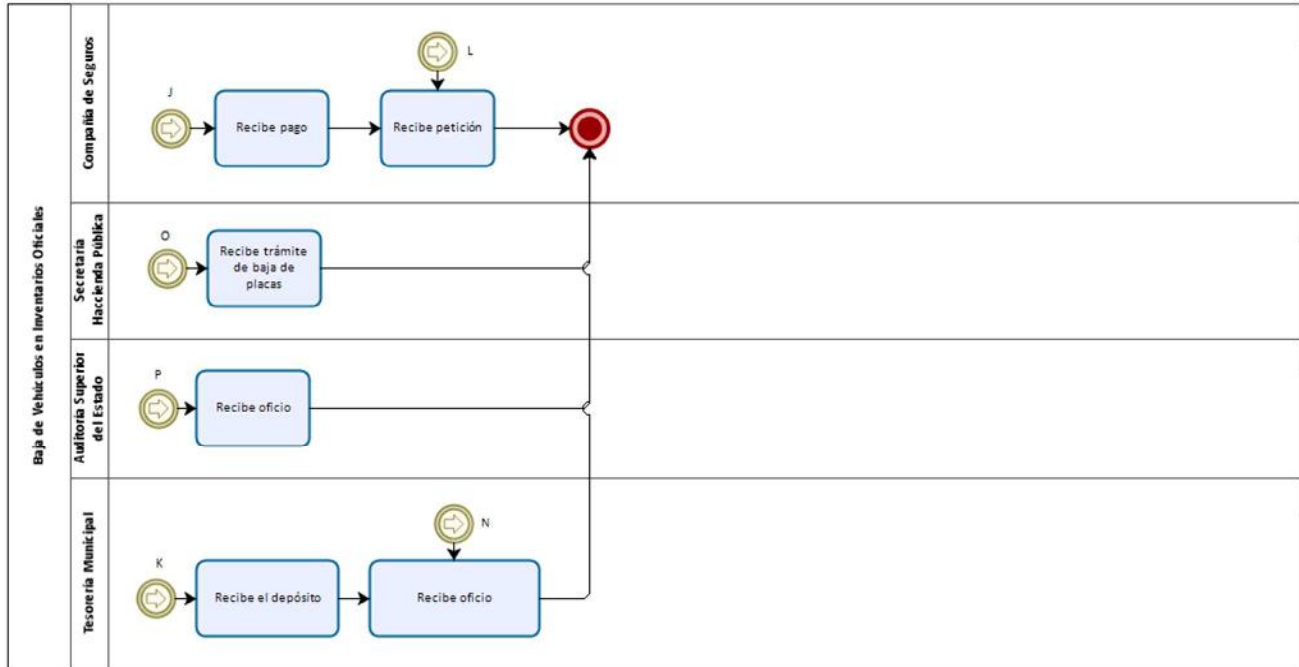 Baja de Vehúculos en Inventarios Oficiales
Compañía de Seguros
J
Recibe pago
L
Recibe petición
Secretaría
Haccienda Pública
O
Recibe trámite
de baja de
placas
Auditoría Superior
del Estado
P
Recibe oficio
Tesorería Municipal
K
Recibe el depósito
N
Recibe oficio